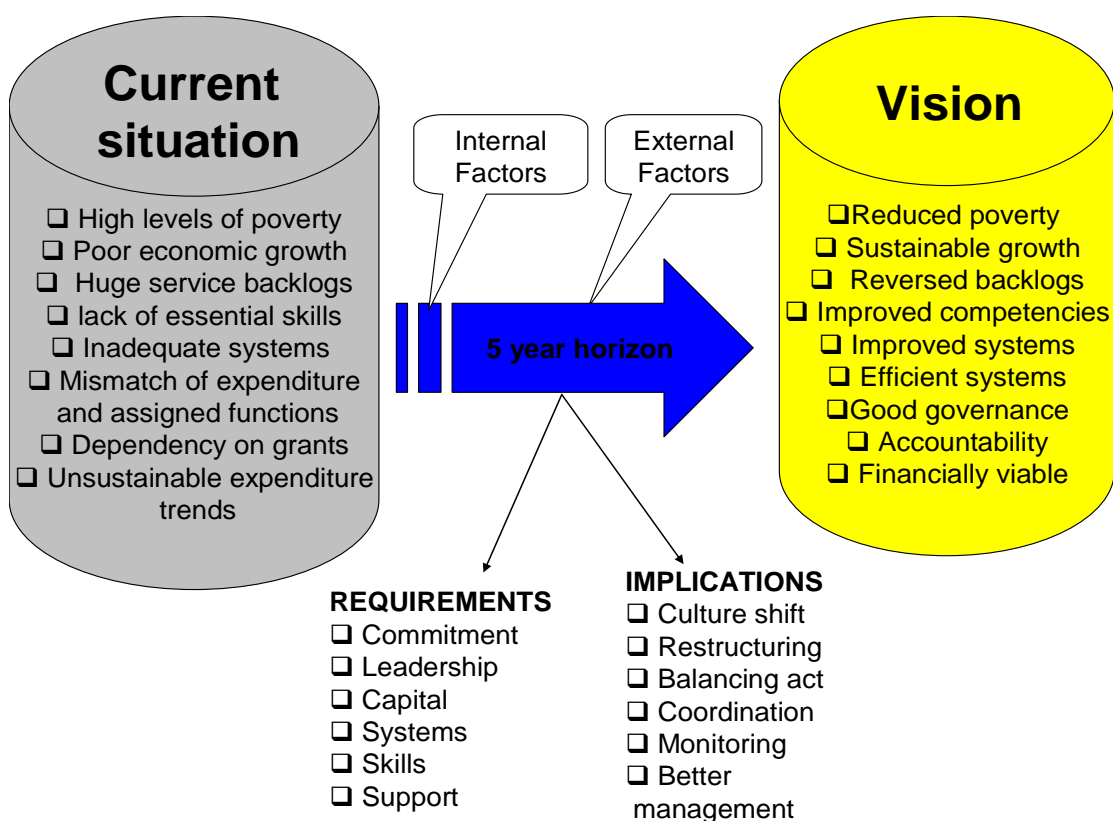 Current
situation
❑ High levels of poverty
❑ Poor economic growth
❑ Huge service backlogs
❑ lack of essential skills
❑ Inadequate systems
❑ Mismatch of expenditure
and assigned functions
❑ Dependency on grants
❑ Unsustainable expenditure
trends
Internal
Factors
External
Factors
5 year horizon
Vision
❑Reduced poverty
❑ Sustainable growth
❑ Reversed backlogs
❑ Improved competencies
❑ Improved systems
❑ Efficient systems
❑Good governance
❑ Accountability
❑ Financially viable
REQUIREMENTS
❑ Commitment
❑ Leadership
❑ Capital
❑ Systems
❑ Skills
❑ Support
IMPLICATIONS
❑ Culture shift
❑ Restructuring
❑ Balancing act
❑ Coordination
❑ Monitoring
❑ Better
management